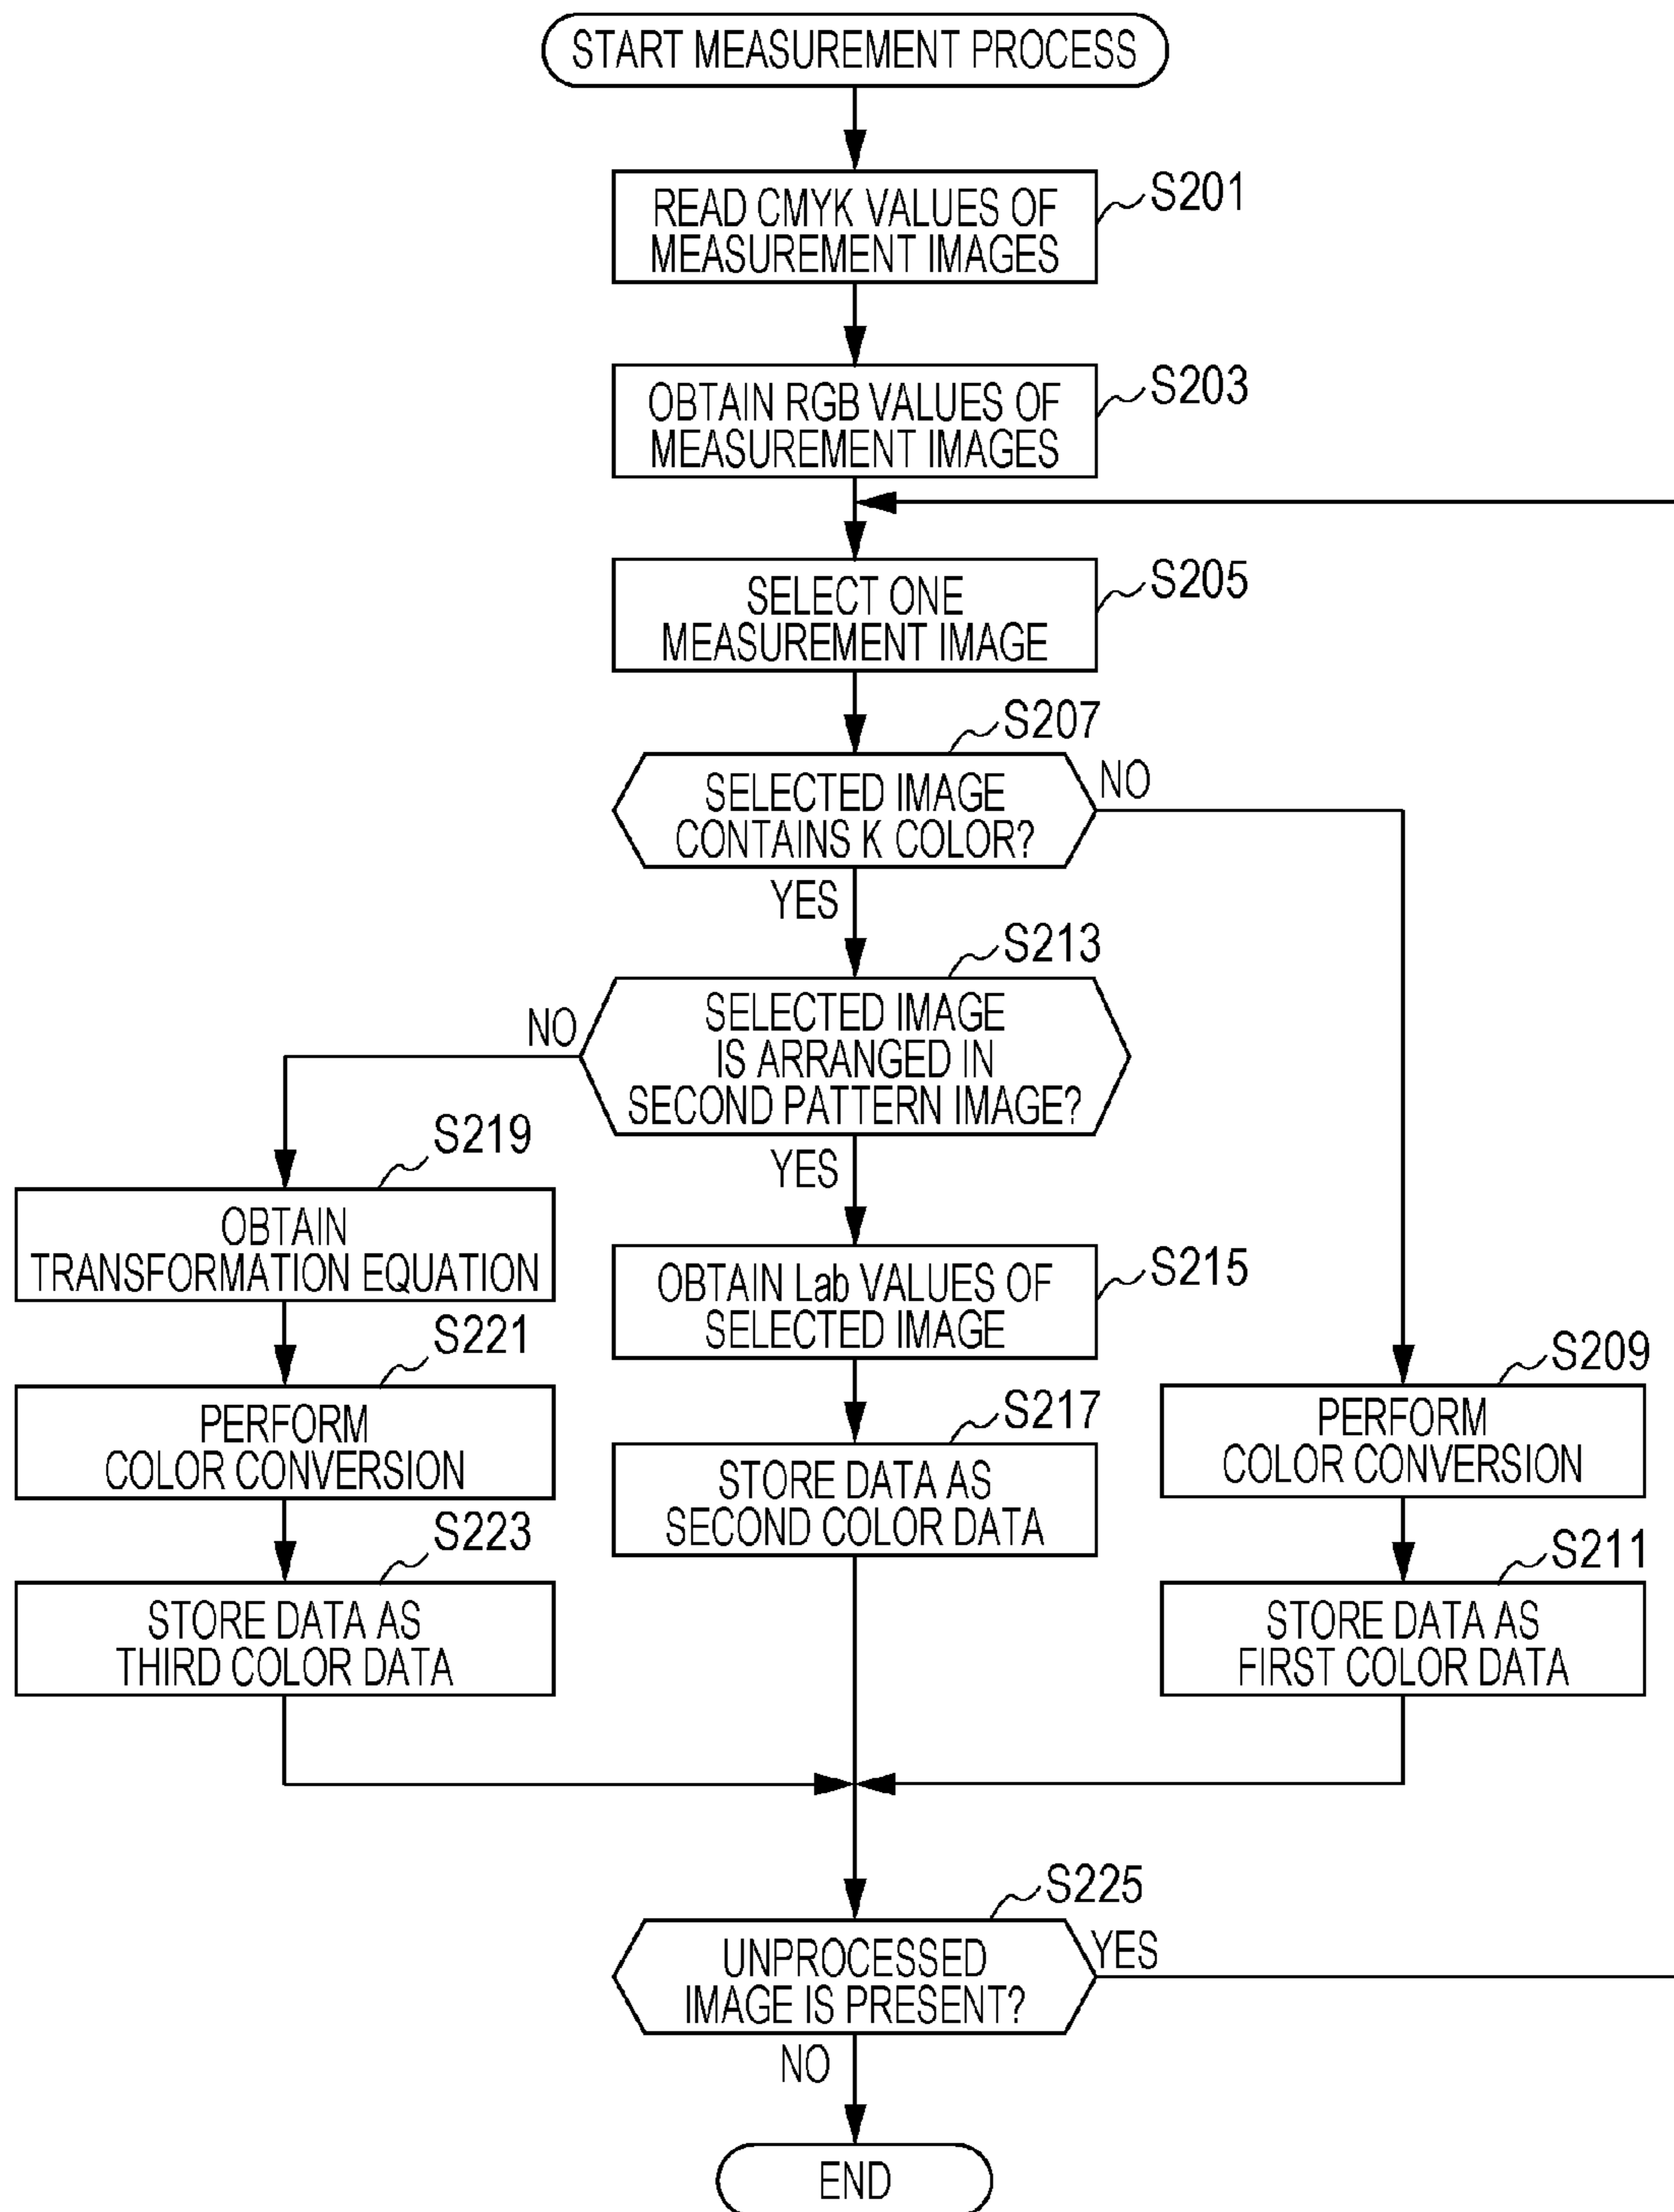 START MEASUREMENT PROCESS
S201
READ CMYK VALUES OF
MEASUREMENT IMAGES
S203
OBTAIN RGB VALUES OF
MEASUREMENT IMAGES
S205
SELECT ONE
MEASUREMENT IMAGE
S207
SELECTED IMAGE
CONTAINS K COLOR?
NO
YES
S213
SELECTED IMAGE
IS ARRANGED IN
SECOND PATTERN IMAGE?
NO
YES
S219
OBTAIN
TRANSFORMATION EQUATION
S215
OBTAIN Lab VALUES OF
SELECTED IMAGE
S221
PERFORM
COLOR CONVERSION
S209
PERFORM
COLOR CONVERSION
S217
STORE DATA AS
SECOND COLOR DATA
S223
STORE DATA AS
THIRD COLOR DATA
S211
STORE DATA AS
FIRST COLOR DATA
S225
UNPROCESSED
IMAGE IS PRESENT?
YES
NO
END